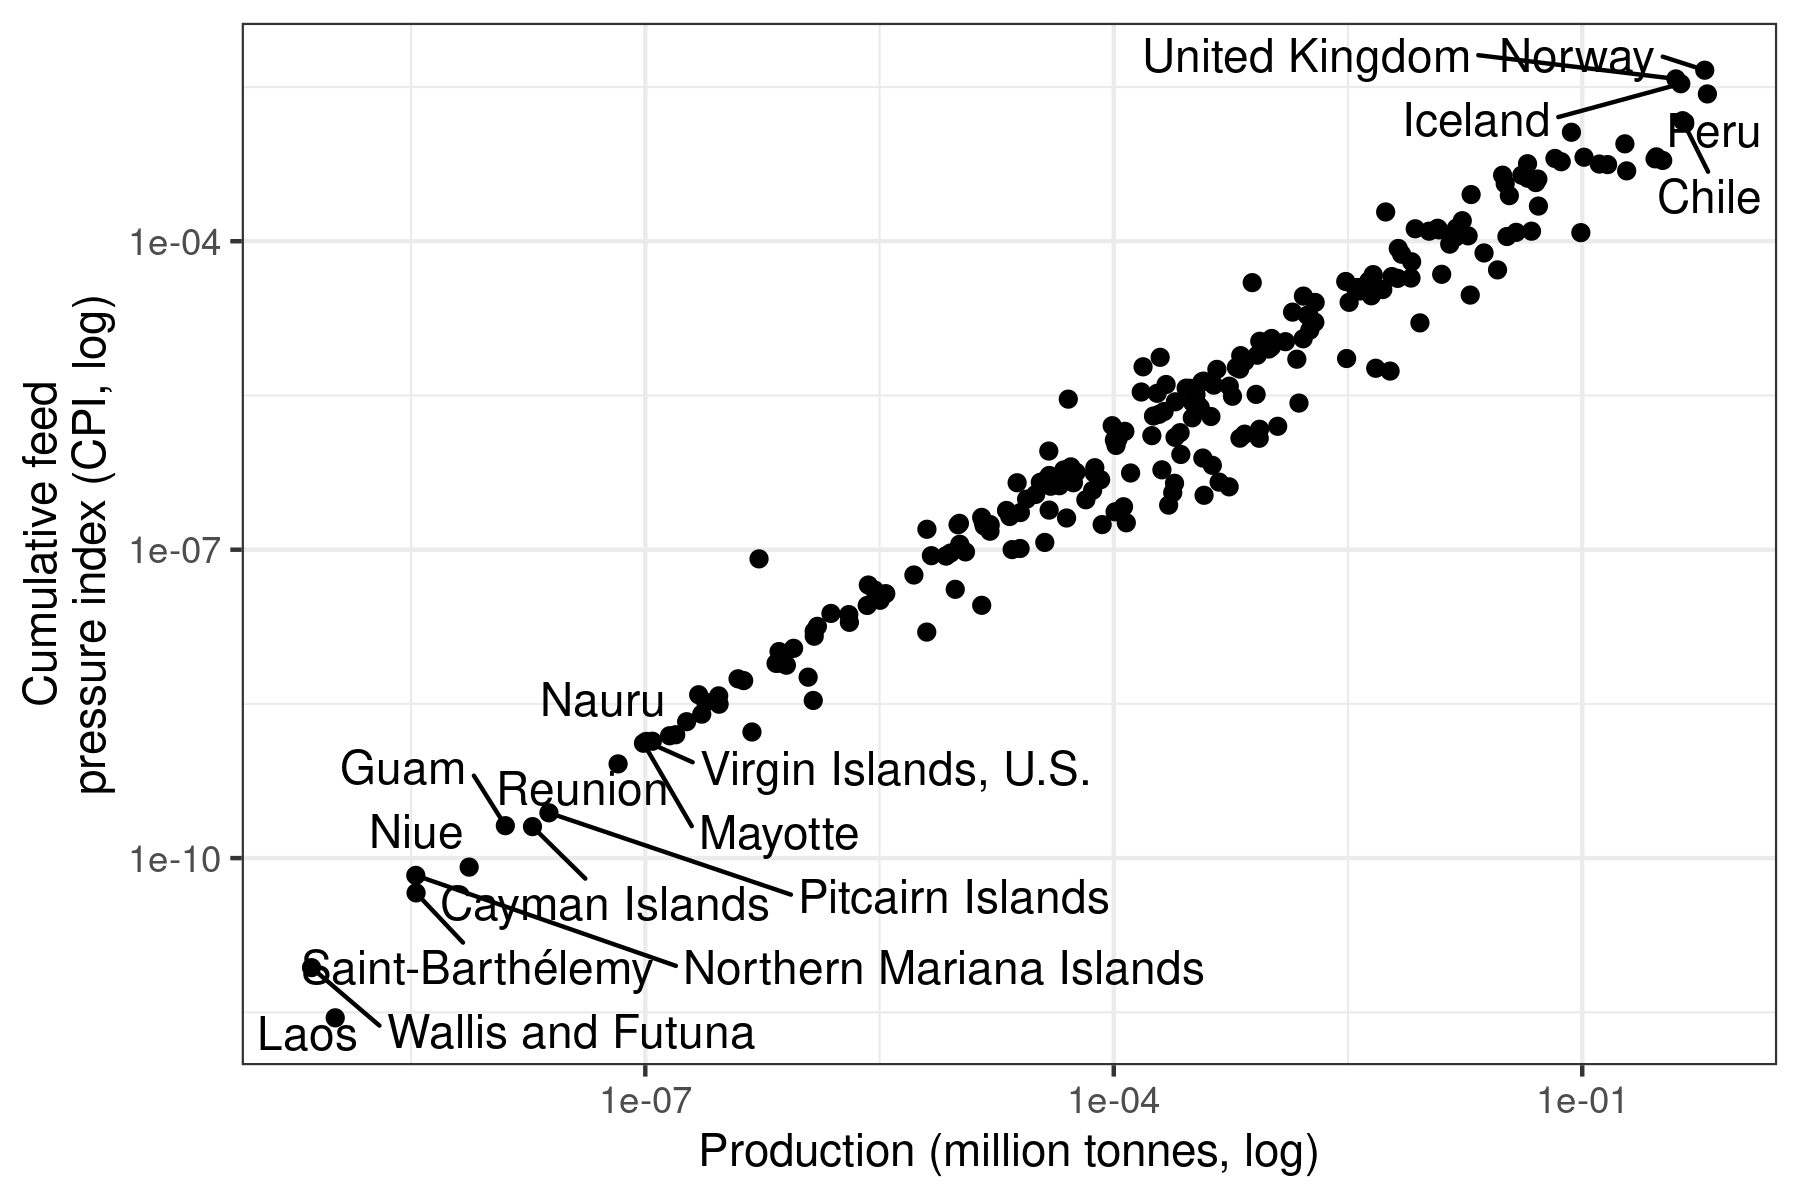 United Kingdom
Norway
Iceland
Peru
Chile
1e-04
Cumulative feed
pressure index (CPI, log)
1e-07
Nauru
Guam
Virgin Islands, U.S.
Reunion
Niue
Mayotte
1e-10
Cayman Islands
Pitcairn Islands
Saint-Barthélemy
Northern Mariana Islands
Laos
Wallis and Futuna
1e-07
1e-04
1e-01
Production (million tonnes, log)